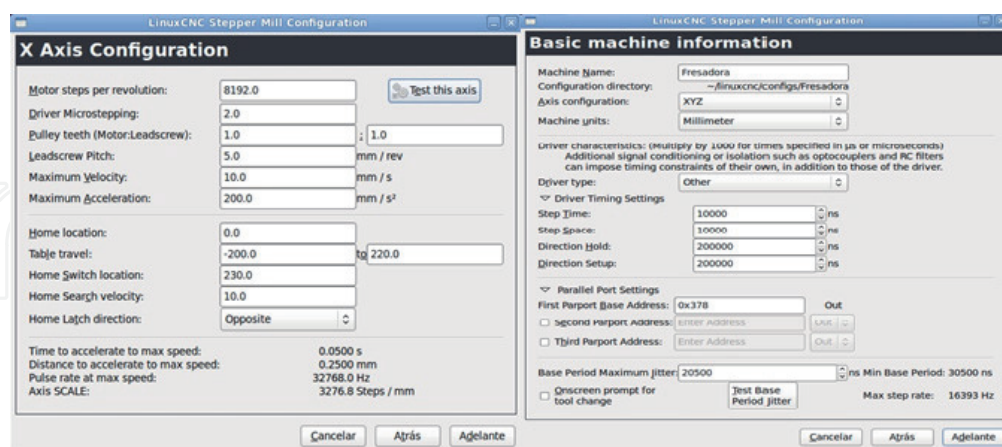 LinuxCNC Stepper Mill Configuration
X Axis Configuration
Motor steps per revolution: 8192.0 Test this axis
Driver Microstepping: 2.0
Pulley teeth (Motor:Leadscrew): 1.0 : 1.0
Leadscrew Pitch: 5.0 mm / rev
Maximum Velocity: 10.0 mm / s
Maximum Acceleration: 200.0 mm / s²
Home location: 0.0
Table travel: -200.0 to 220.0
Home Switch location: 230.0
Home Search velocity: 10.0
Home Latch direction: Opposite
Time to accelerate to max speed: 0.0500 s
Distance to accelerate to max speed: 0.2500 mm
Pulse rate at max speed: 32768.0 Hz
Axis SCALE: 3276.8 Steps / mm
Cancelar Atrás Adelante
LinuxCNC Stepper Mill Configuration
Basic machine information
Machine Name: Fresadora
Configuration directory: ~/linuxcnc/configs/Fresadora
Axis configuration: XYZ
Machine units: Millimeter
Driver characteristics: (Multiply by 1000 for times specified in µs or microseconds)
Additional signal conditioning or isolation such as optocouplers and RC filters
can impose timing constraints of their own, in addition to those of the driver.
Driver type: Other
Driver Timing Settings
Step Time: 10000 ns
Step Space: 10000 ns
Direction Hold: 200000 ns
Direction Setup: 200000 ns
Parallel Port Settings
First Parport Base Address: 0x378 Out
Second Parport Address: Enter Address Out
Third Parport Address: Enter Address Out
Base Period Maximum Jitter: 20500 ns Min Base Period: 30500 ns
Onscreen prompt for
tool change
Test Base
Period Jitter
Max step rate: 16393 Hz
Cancelar Atrás Adelante